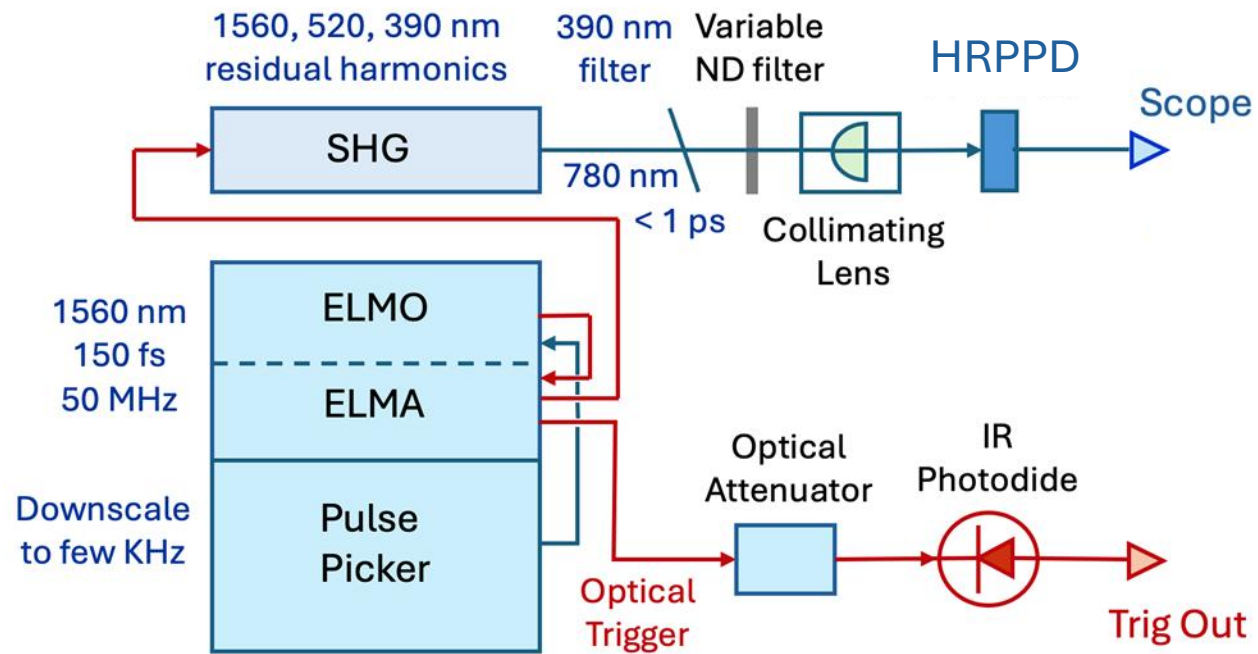 1560, 520, 390 nm
residual harmonics
390 nm
filter
Variable
ND filter
HRPPD
Scope
SHG
780 nm
< 1 ps
Collimating
Lens
1560 nm
150 fs
50 MHz
ELMO
ELMA
Downscale
to few KHz
Pulse
Picker
Optical
Trigger
Optical
Attenuator
IR
Photodide
Trig Out